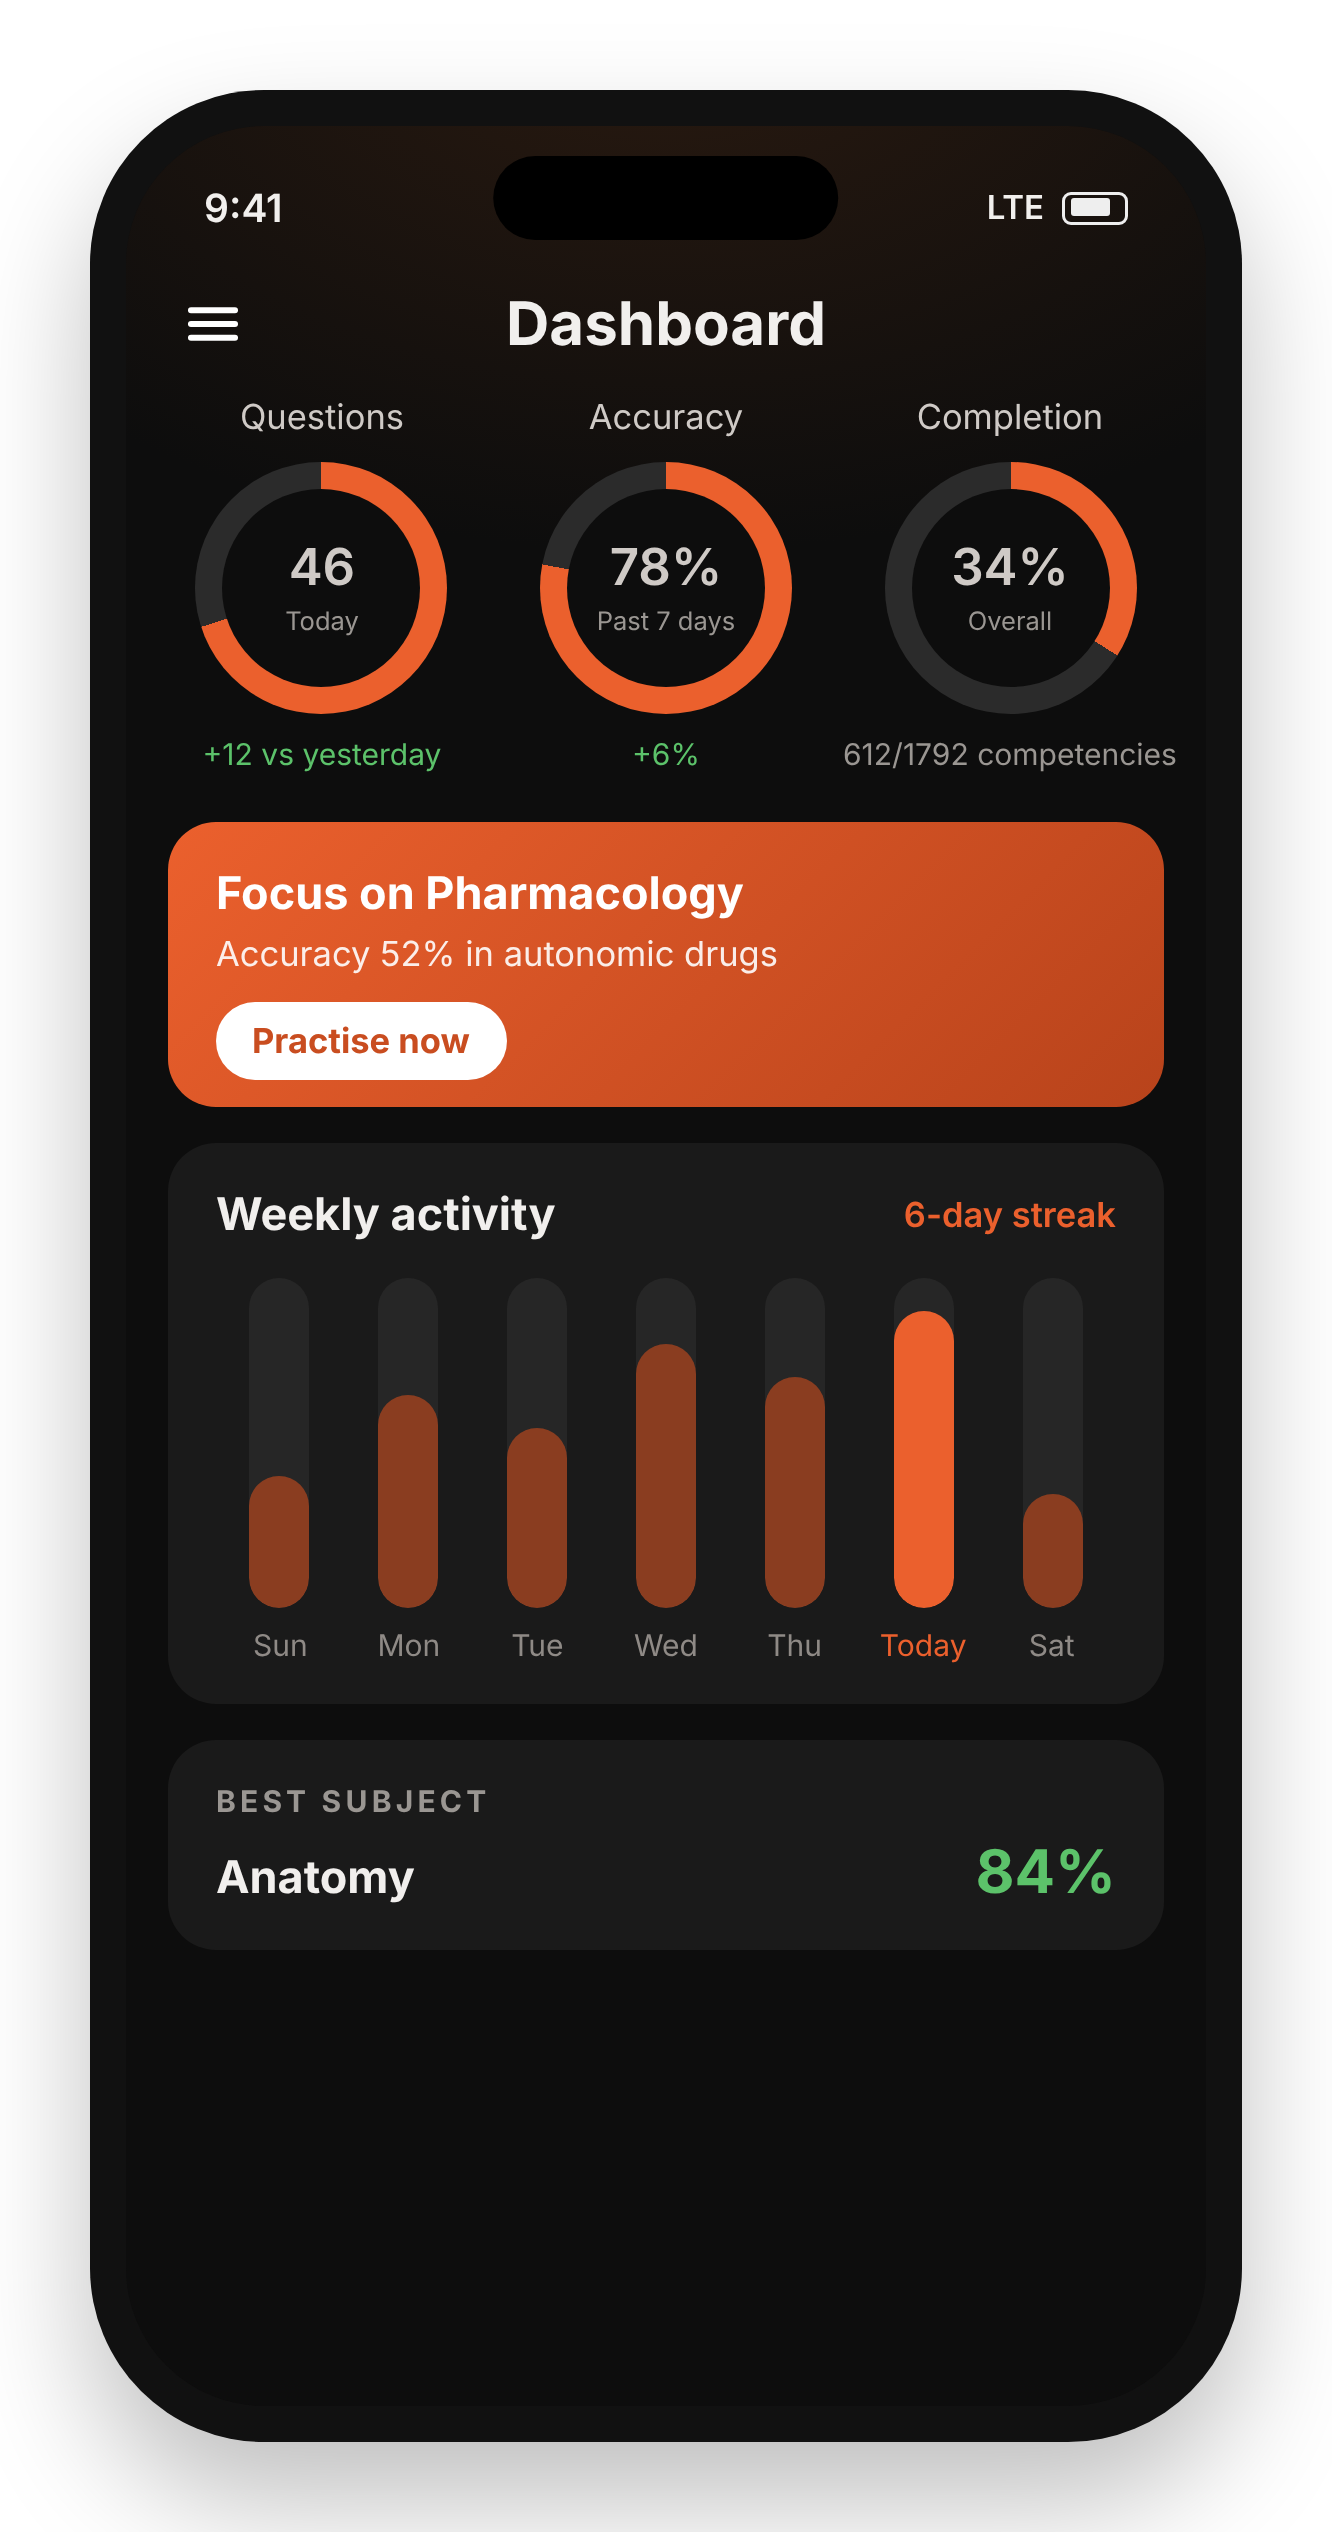 9:41 LTE
Dashboard
Questions Accuracy Completion
46 78% 34%
Today Past 7 days Overall
+12 vs yesterday +6% 612/1792 competencies
Focus on Pharmacology
Accuracy 52% in autonomic drugs
Practise now
Weekly activity 6-day streak
Sun Mon Tue Wed Thu Today Sat
BEST SUBJECT
Anatomy 84%